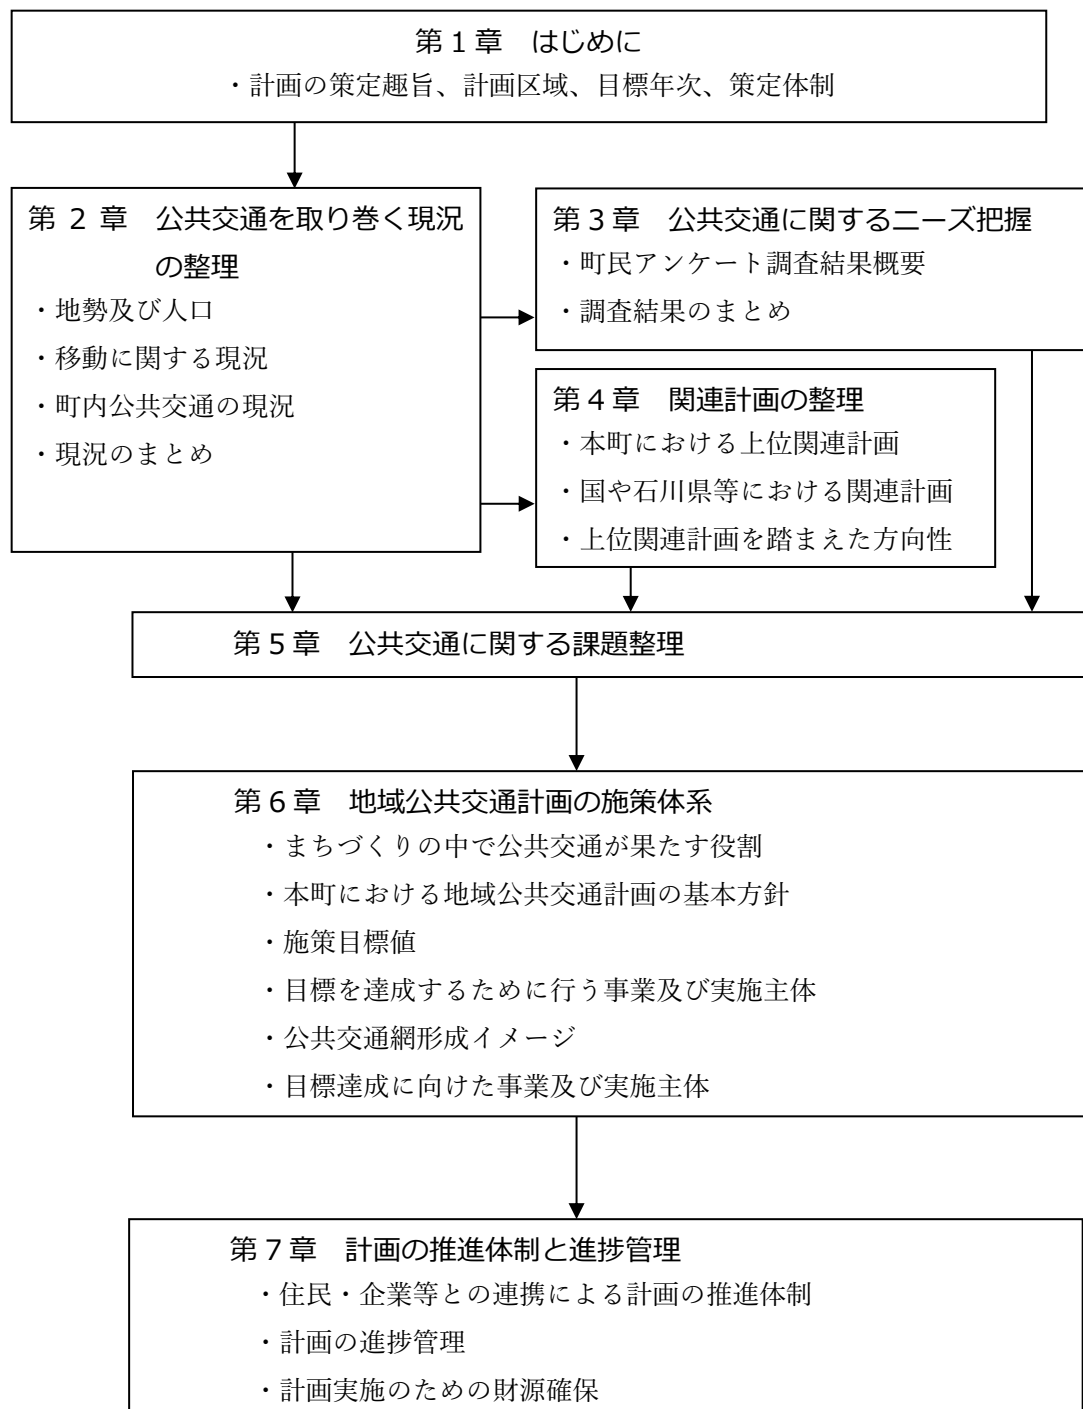 第1章　はじめに
・計画の策定趣旨、計画区域、目標年次、策定体制
第 2 章　公共交通を取り巻く現況
の整理
・地勢及び人口
・移動に関する現況
・町内公共交通の現況
・現況のまとめ
第3章　公共交通に関するニーズ把握
・町民アンケート調査結果概要
・調査結果のまとめ
第4章　関連計画の整理
・本町における上位関連計画
・国や石川県等における関連計画
・上位関連計画を踏まえた方向性
第5章　公共交通に関する課題整理
第6章　地域公共交通計画の施策体系
・まちづくりの中で公共交通が果たす役割
・本町における地域公共交通計画の基本方針
・施策目標値
・目標を達成するために行う事業及び実施主体
・公共交通網形成イメージ
・目標達成に向けた事業及び実施主体
第7章　計画の推進体制と進捗管理
・住民・企業等との連携による計画の推進体制
・計画の進捗管理
・計画実施のための財源確保